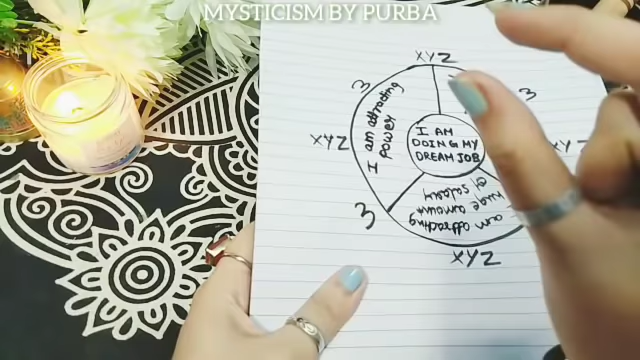 MYSTICISM BY PURBA
XYZ
3
3
XYZ
XYZ
I am attracting
power
I AM
DOING MY
DREAM JOB
am attracting
huge amount
of salary
3
XYZ